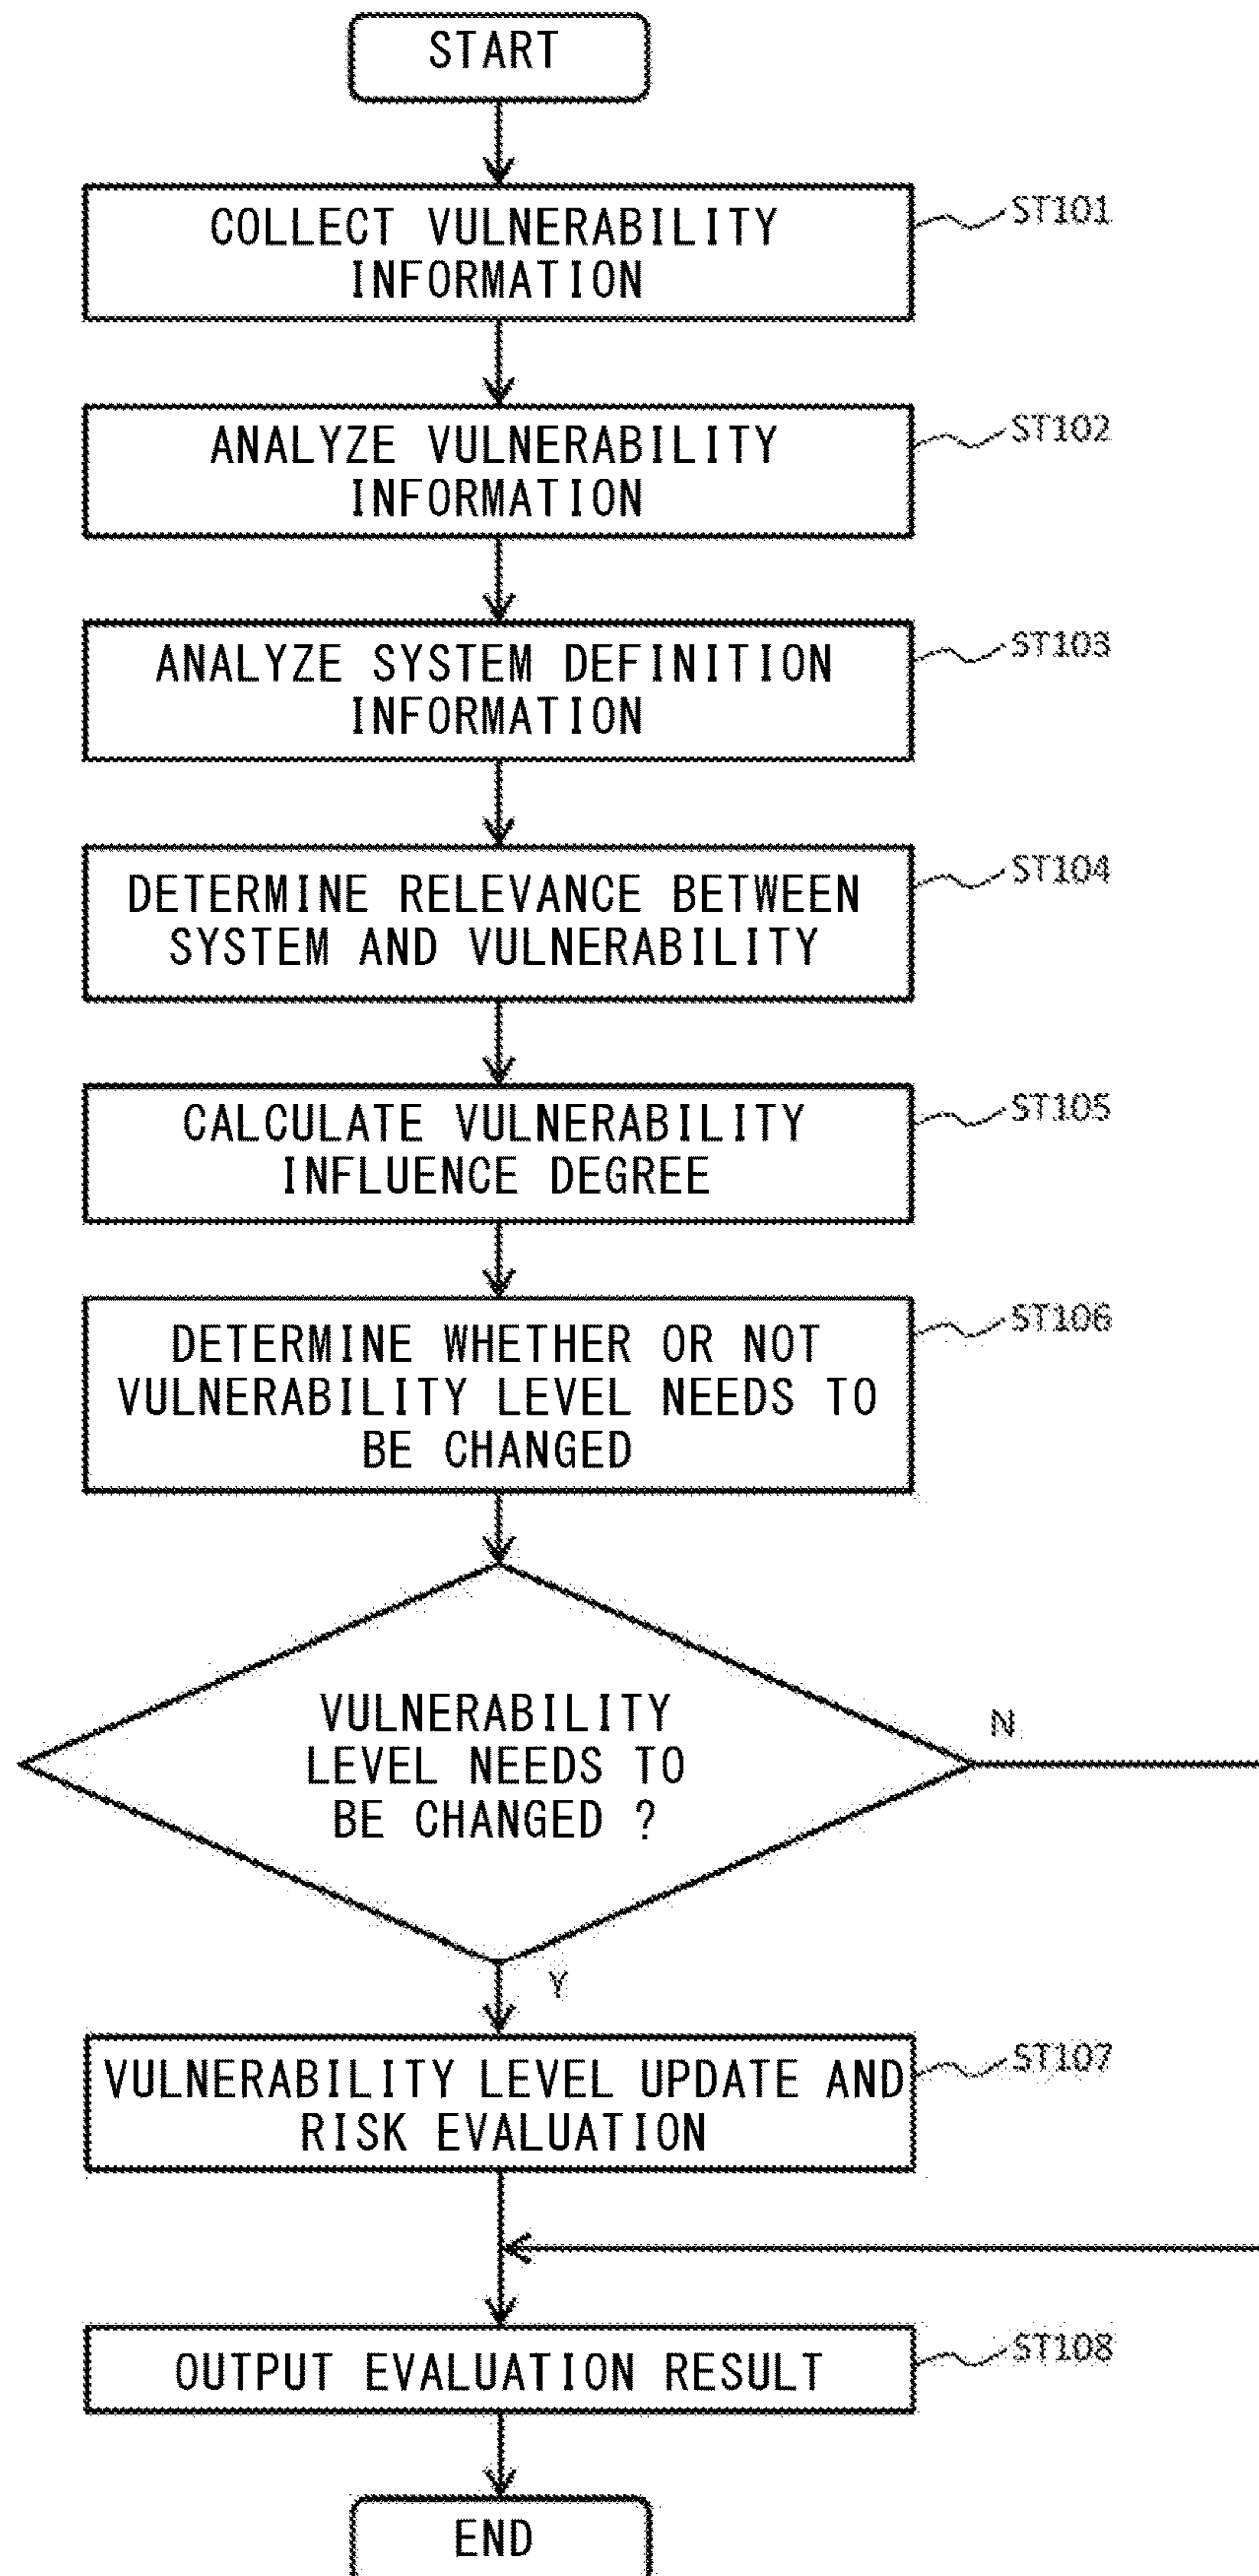 START
COLLECT VULNERABILITY
INFORMATION
ST101
ANALYZE VULNERABILITY
INFORMATION
ST102
ANALYZE SYSTEM DEFINITION
INFORMATION
ST103
DETERMINE RELEVANCE BETWEEN
SYSTEM AND VULNERABILITY
ST104
CALCULATE VULNERABILITY
INFLUENCE DEGREE
ST105
DETERMINE WHETHER OR NOT
VULNERABILITY LEVEL NEEDS TO
BE CHANGED
ST106
VULNERABILITY
LEVEL NEEDS TO
BE CHANGED ?
N
Y
VULNERABILITY LEVEL UPDATE AND
RISK EVALUATION
ST107
OUTPUT EVALUATION RESULT
ST108
END